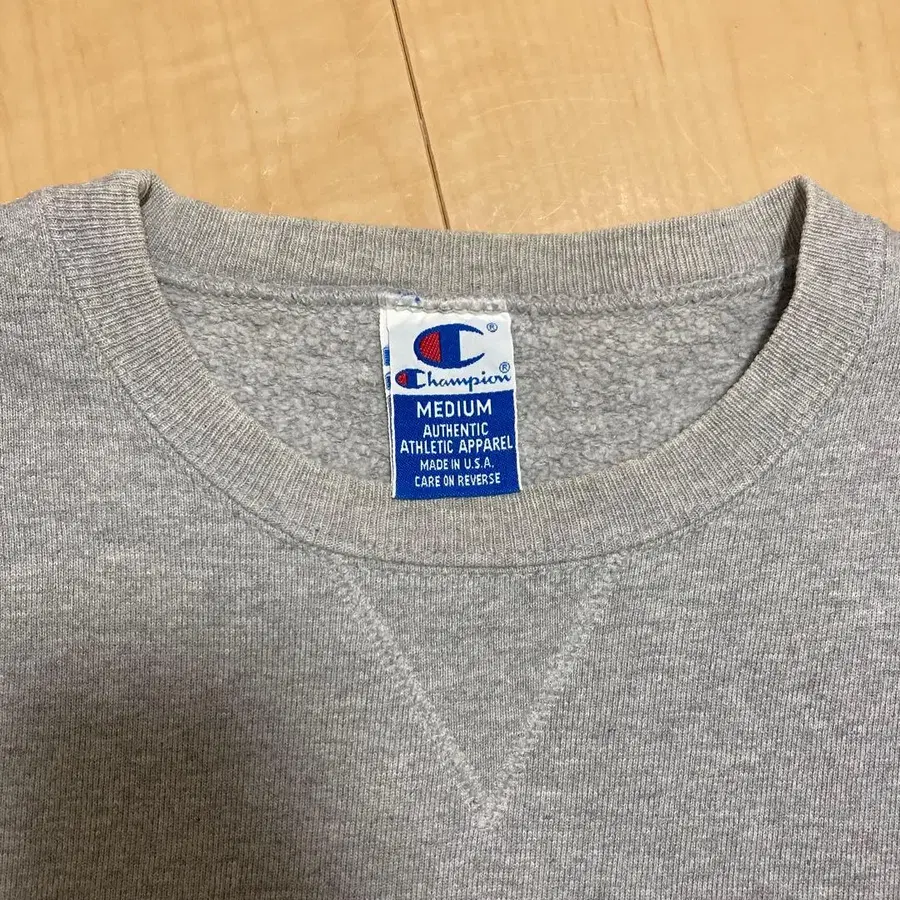 ®
Champion®
MEDIUM
AUTHENTIC
ATHLETIC APPAREL
MADE IN U.S.A.
CARE ON REVERSE